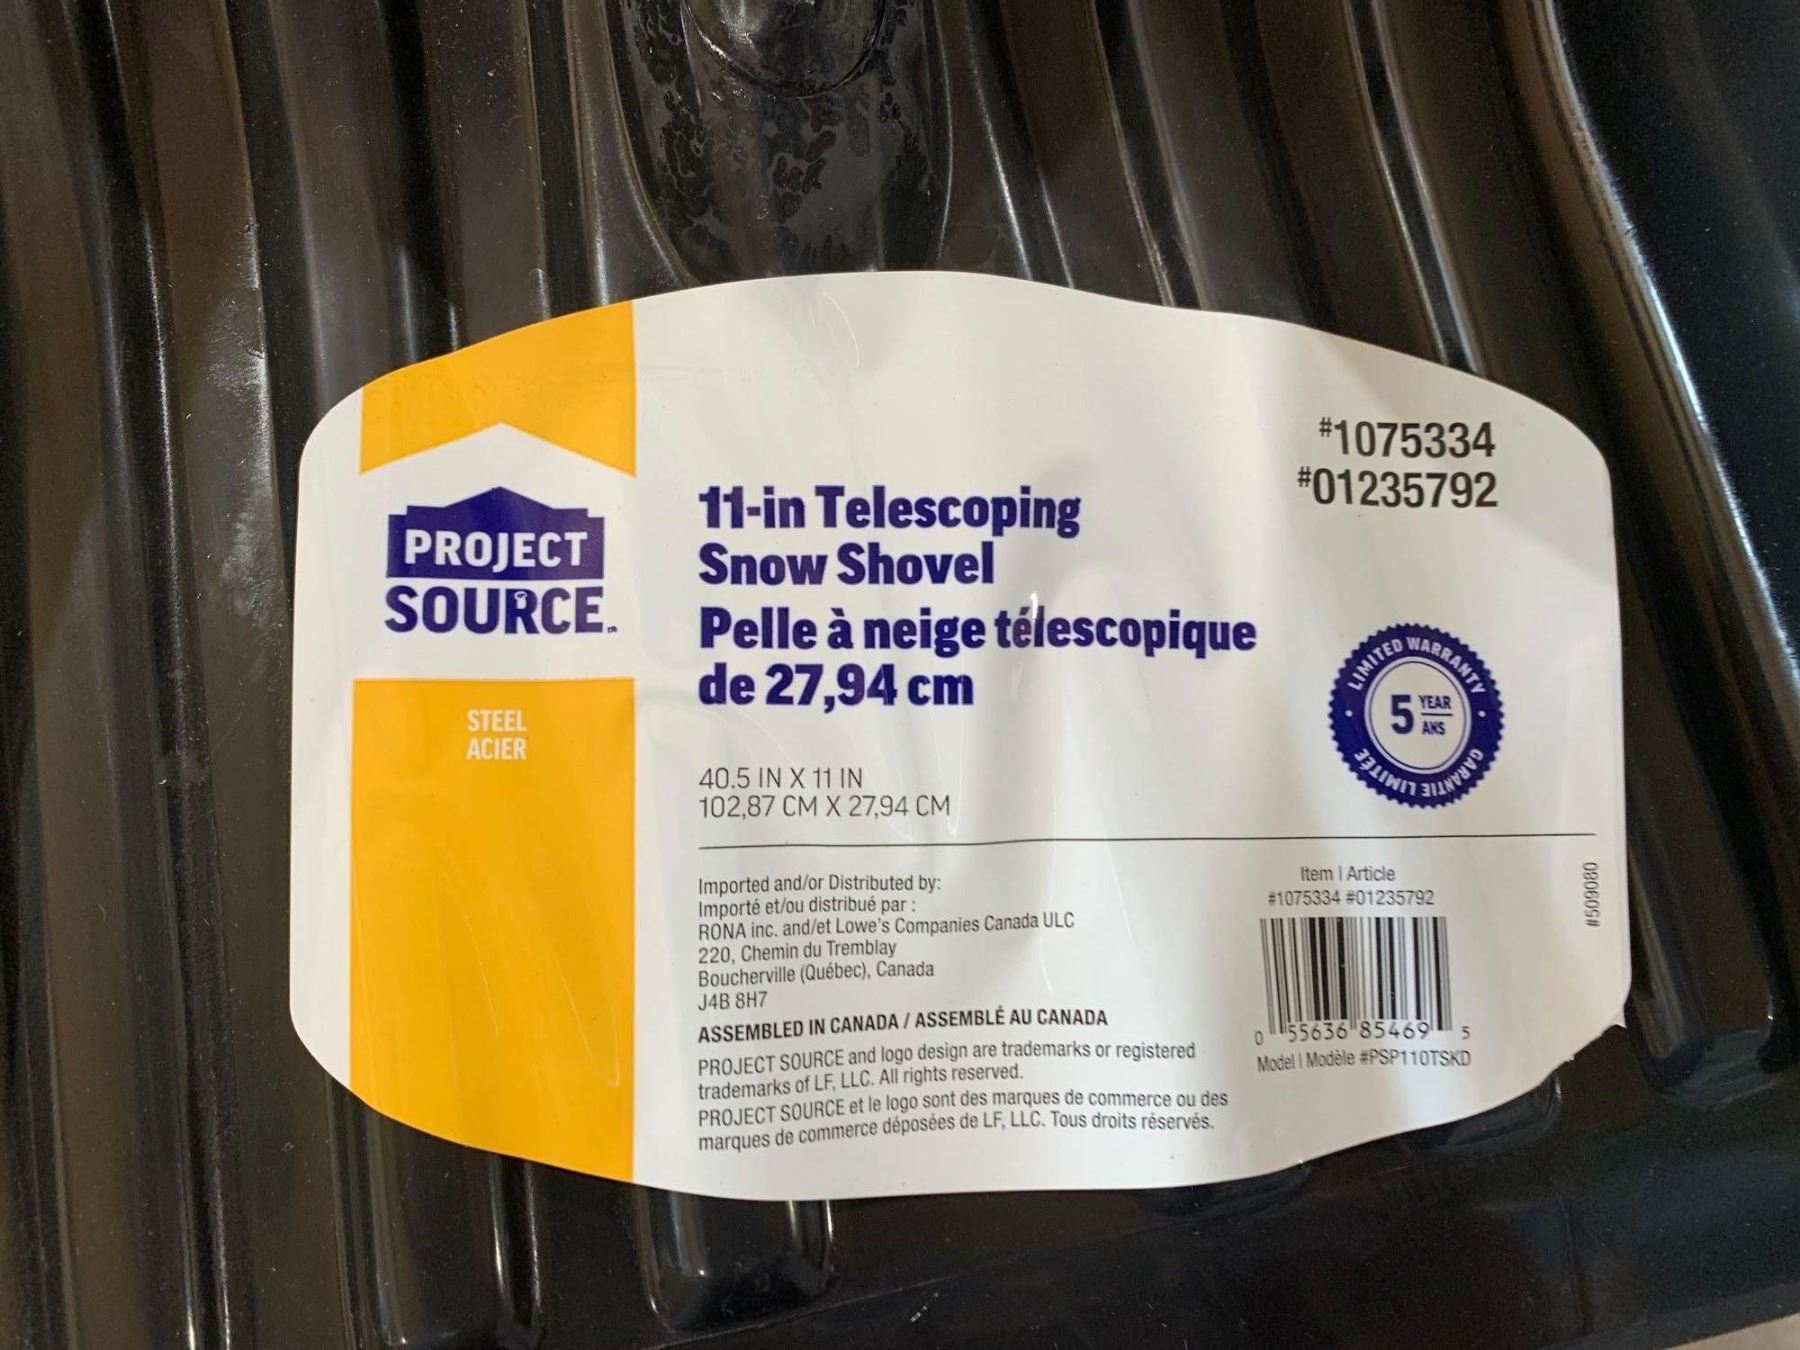 #1075334
#01235792
PROJECT
SOURCE™
STEEL
ACIER
11-in Telescoping
Snow Shovel
Pelle à neige télescopique
de 27,94 cm
40.5 IN X 11 IN
102,87 CM X 27,94 CM
LIMITED WARRANTY
5 YEAR
ANS
GARANTIE LIMITÉE
Imported and/or Distributed by:
Importé et/ou distribué par :
RONA inc. and/et Lowe's Companies Canada ULC
220, Chemin du Tremblay
Boucherville (Québec), Canada
J4B 8H7
ASSEMBLED IN CANADA / ASSEMBLÉ AU CANADA
PROJECT SOURCE and logo design are trademarks or registered
trademarks of LF, LLC. All rights reserved.
PROJECT SOURCE et le logo sont des marques de commerce ou des
marques de commerce déposées de LF, LLC. Tous droits réservés.
Item | Article
#1075334 #01235792
0 55636 85469 5
Model | Modèle #PSP110TSKD
#509080